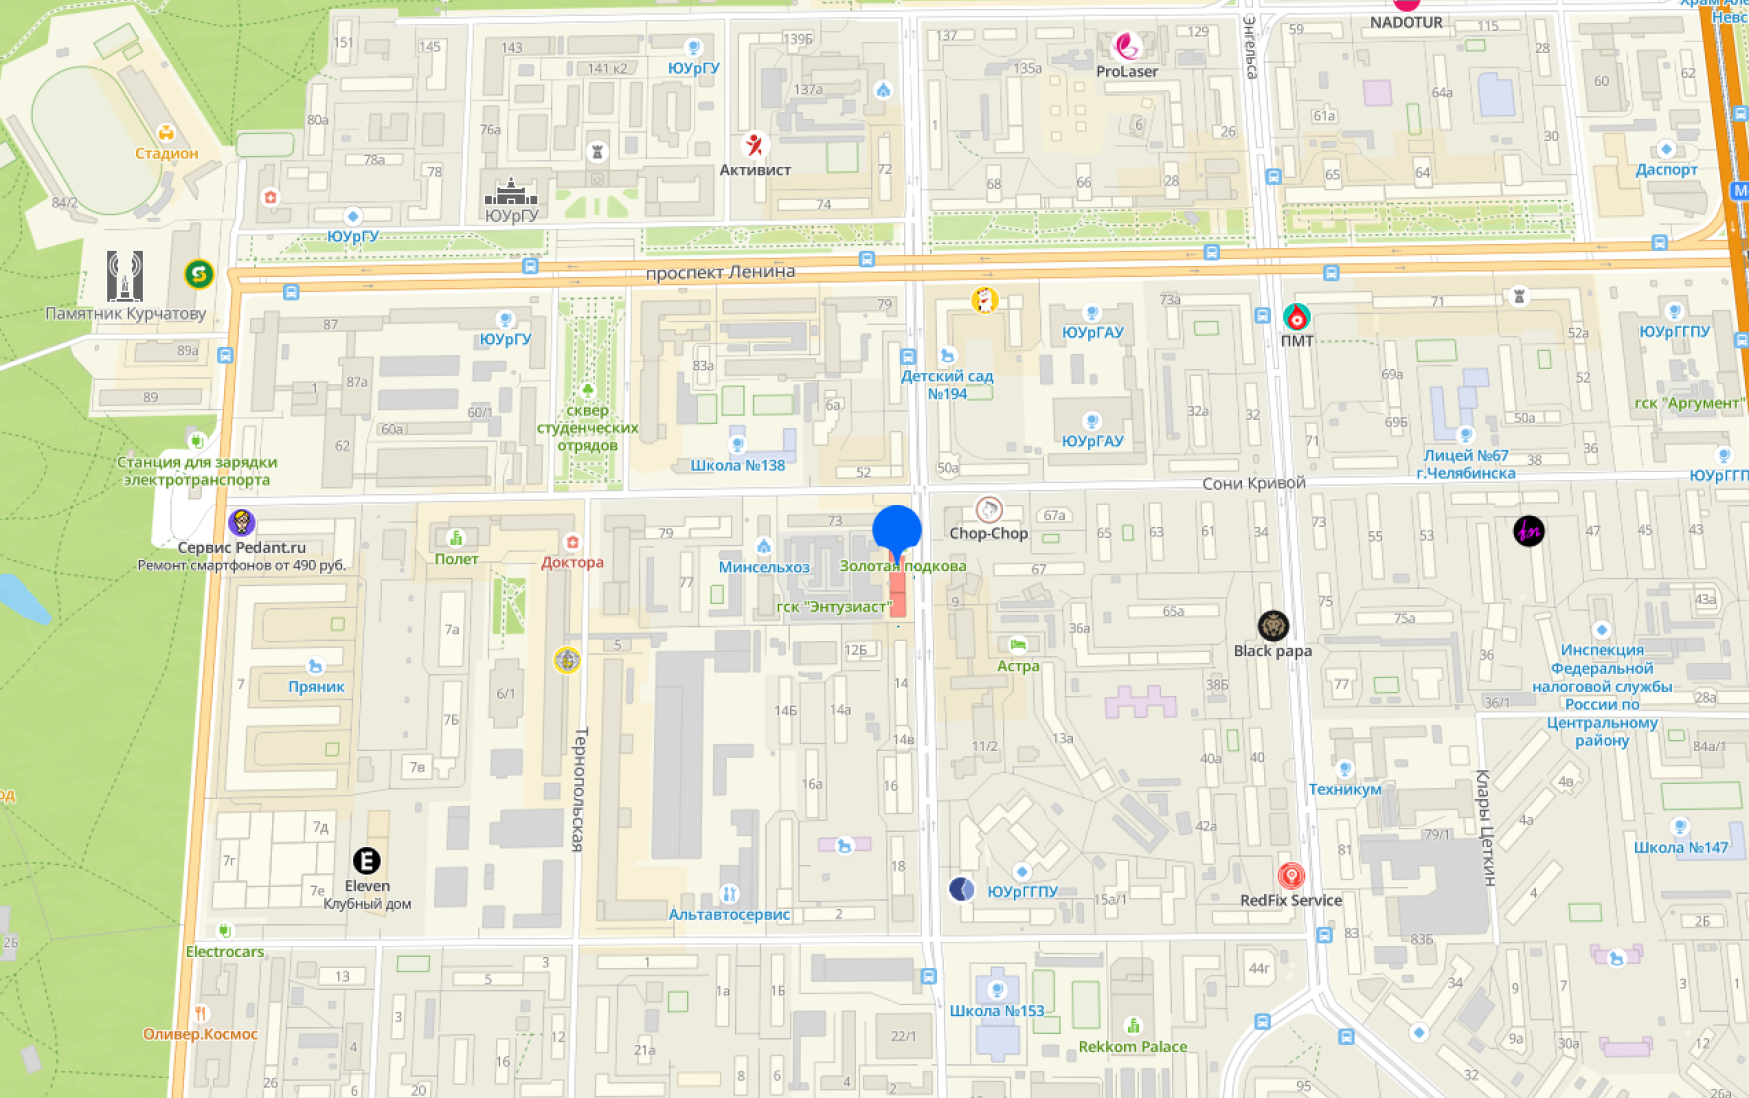 NADOTUR
Храм Але
Невс
Энгельса
151
145
143
141 к2
ЮУрГУ
139Б
137а
137
135а
129
ProLaser
59
115
28
60
62
64а
61а
30
80а
76а
78а
78
Стадион
84/2
Активист
72
1
6
26
68
66
28
65
64
Даспорт
М
ЮУрГУ
ЮУрГУ
74
проспект Ленина
Памятник Курчатову
89а
89
87
87а
1
62
60а
60/1
ЮУрГУ
сквер
студенческих
отрядов
79
83а
6а
52
Школа №138
Детский сад
№194
50а
ЮУрГАУ
ЮУрГАУ
73а
32а
32
ПМТ
71
71
69а
69Б
52а
52
50а
38
36
Лицей №67
г.Челябинска
ЮУрГГПУ
гск "Аргумент"
ЮУрГГП
Сони Кривой
Станция для зарядки
электротранспорта
Сервис Pedant.ru
Ремонт смартфонов от 490 руб.
Полет
Доктора
79
77
73
Минсельхоз
Золотая подкова
гск "Энтузиаст"
Chop-Chop
67а
63
61
34
67
65а
36а
9
73
55
53
47
45
43
75
75а
43а
Black papa
Астра
38Б
77
36
36/1
28а
Инспекция
Федеральной
налоговой службы
России по
Центральному
району
84а/1
7
Пряник
7а
7Б
7в
6/1
5
12Б
14
14Б
14а
14в
16а
16
18
11/2
13а
40а
40
42а
Тернопольская
Техникум
Клары Цеткин
79/1
4в
4а
4
Школа №147
81
83
83Б
2Б
од
2Б
7д
7г
7е
Eleven
Клубный дом
Альтавтосервис
2
ЮУрГГПУ
15а/1
RedFix Service
Electrocars
Оливер.Космос
13
3
5
3
4
26
12
16
6
20
1
1а
1Б
21а
8
6
4
22/1
2
Школа №153
Rekkom Palace
44г
95
34
32
9
9а
7
30а
3
12
1